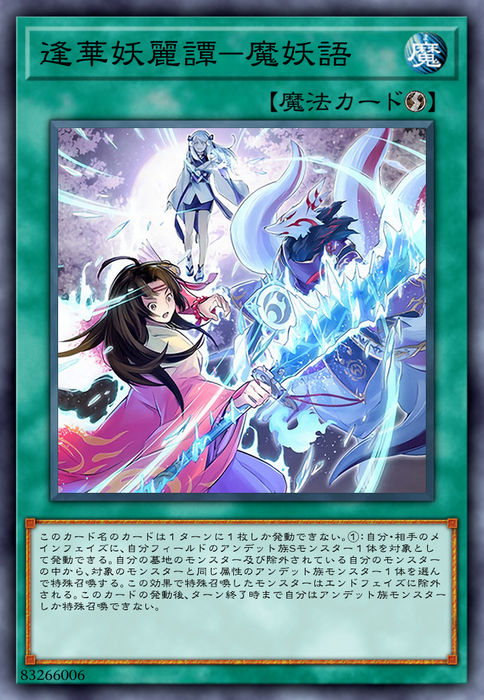 逢華妖麗譚－魔妖語
魔
【魔法カード】
このカード名のカードは１ターンに１枚しか発動できない。①：自分・相手のメ
インフェイズに、自分フィールドのアンデット族Sモンスター１体を対象とし
て発動できる。自分の墓地のモンスター及び除外されている自分のモンスター
の中から、対象のモンスターと同じ属性のアンデット族モンスター１体を選ん
で特殊召喚する。この効果で特殊召喚したモンスターはエンドフェイズに除外
される。このカードの発動後、ターン終了時まで自分はアンデット族モンスター
しか特殊召喚できない。
83266006